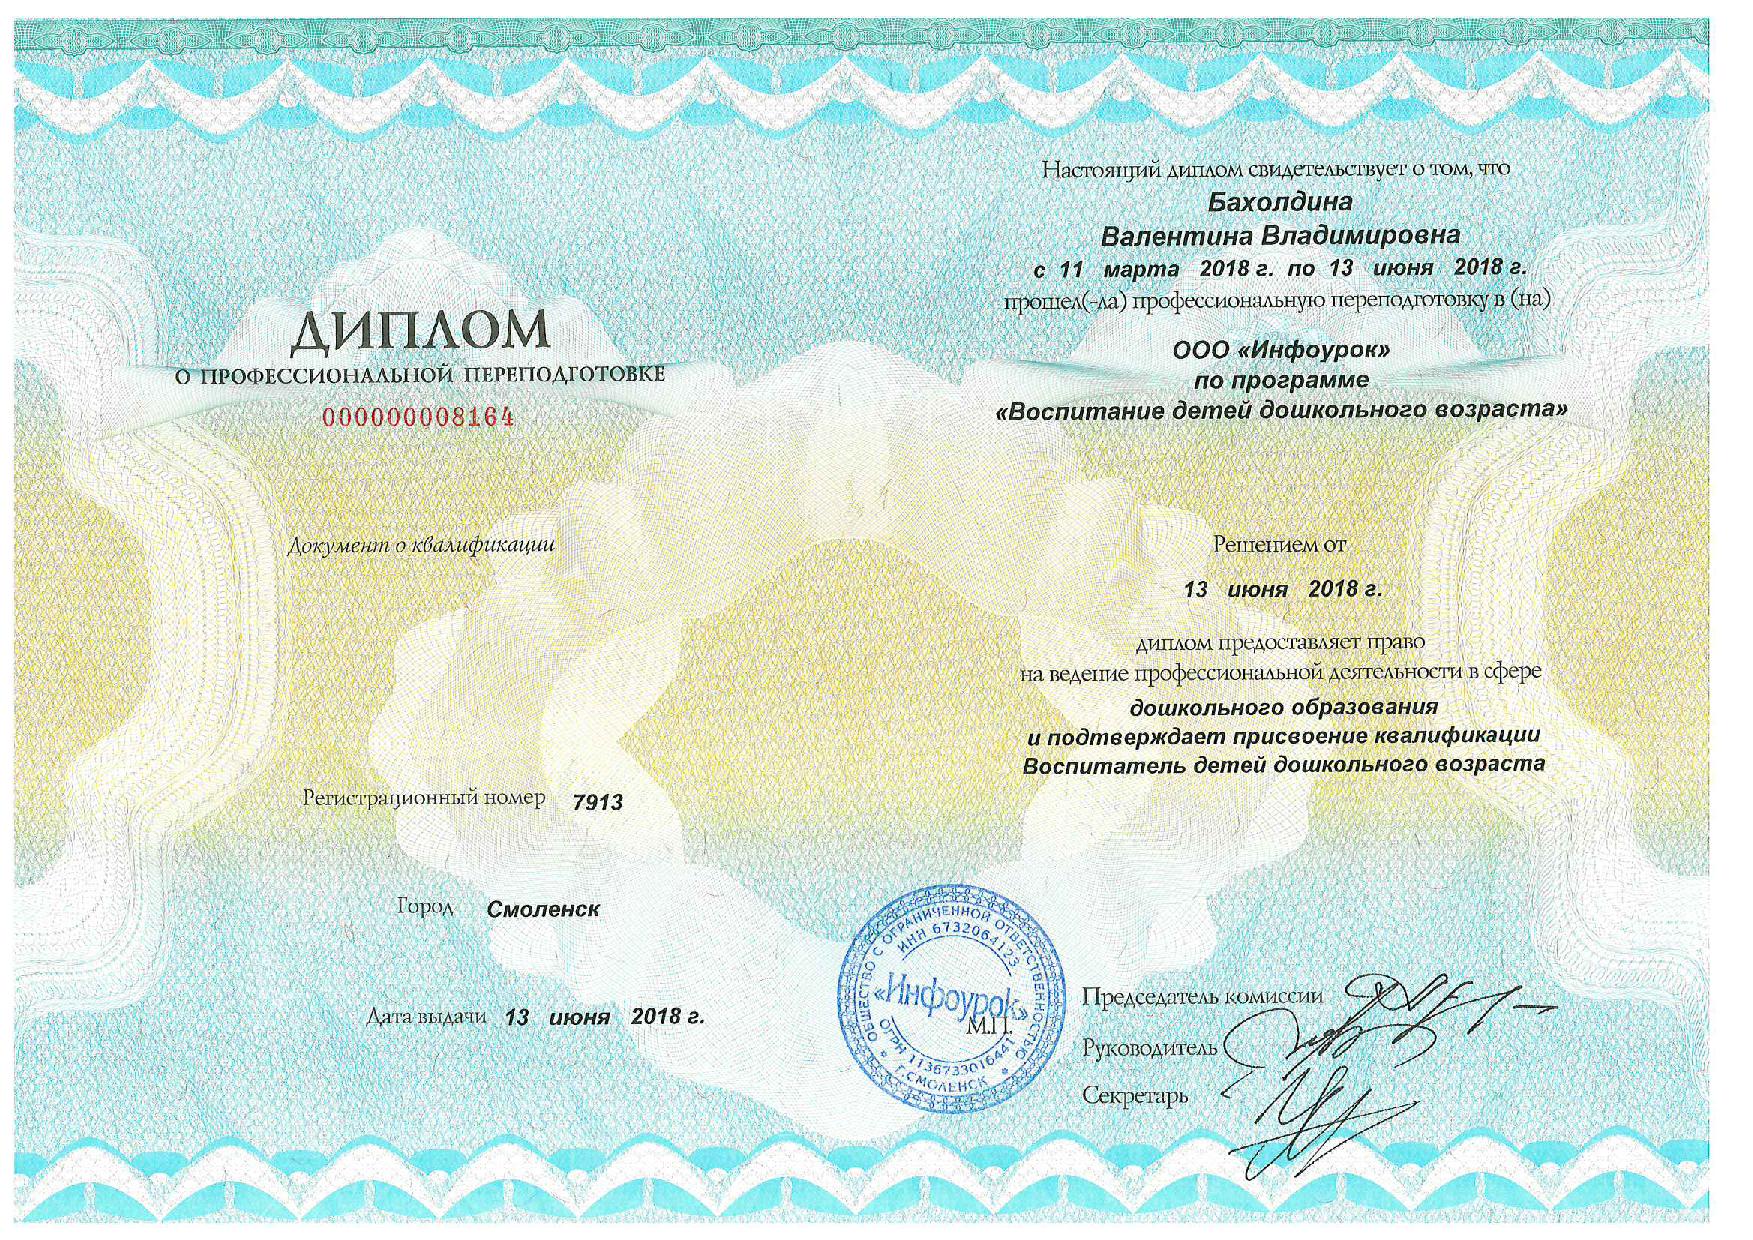 ДИПЛОМ
О ПРОФЕССИОНАЛЬНОЙ ПЕРЕПОДГОТОВКЕ
000000008164
Документ о квалификации
Регистрационный номер 7913
Город Смоленск
Дата выдачи 13 июня 2018 г.
Настоящий диплом свидетельствует о том, что
Бахолдина
Валентина Владимировна
с 11 марта 2018 г. по 13 июня 2018 г.
прошел(-ла) профессиональную переподготовку в (на)
ООО «Инфоурок»
по программе
«Воспитание детей дошкольного возраста»
Решением от
13 июня 2018 г.
диплом предоставляет право
на ведение профессиональной деятельности в сфере
дошкольного образования
и подтверждает присвоение квалификации
Воспитатель детей дошкольного возраста
ОБЩЕСТВО С ОГРАНИЧЕННОЙ ОТВЕТСТВЕННОСТЬЮ
ИНН 6732064123
«Инфоурок»
М.П.
ОГРН 1136733016441
Г.СМОЛЕНСК
Председатель комиссии
Руководитель
Секретарь